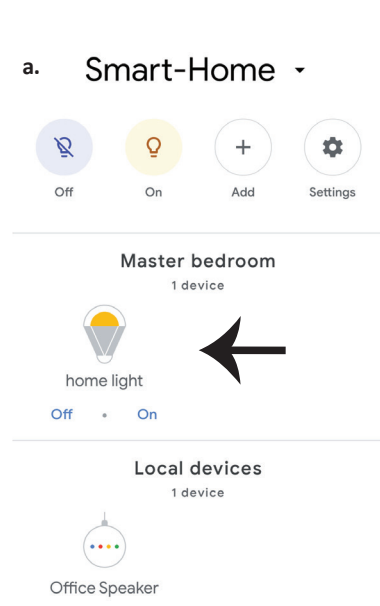 a. Smart-Home
Off On Add Settings
Master bedroom
1 device
home light
Off • On
Local devices
1 device
Office Speaker